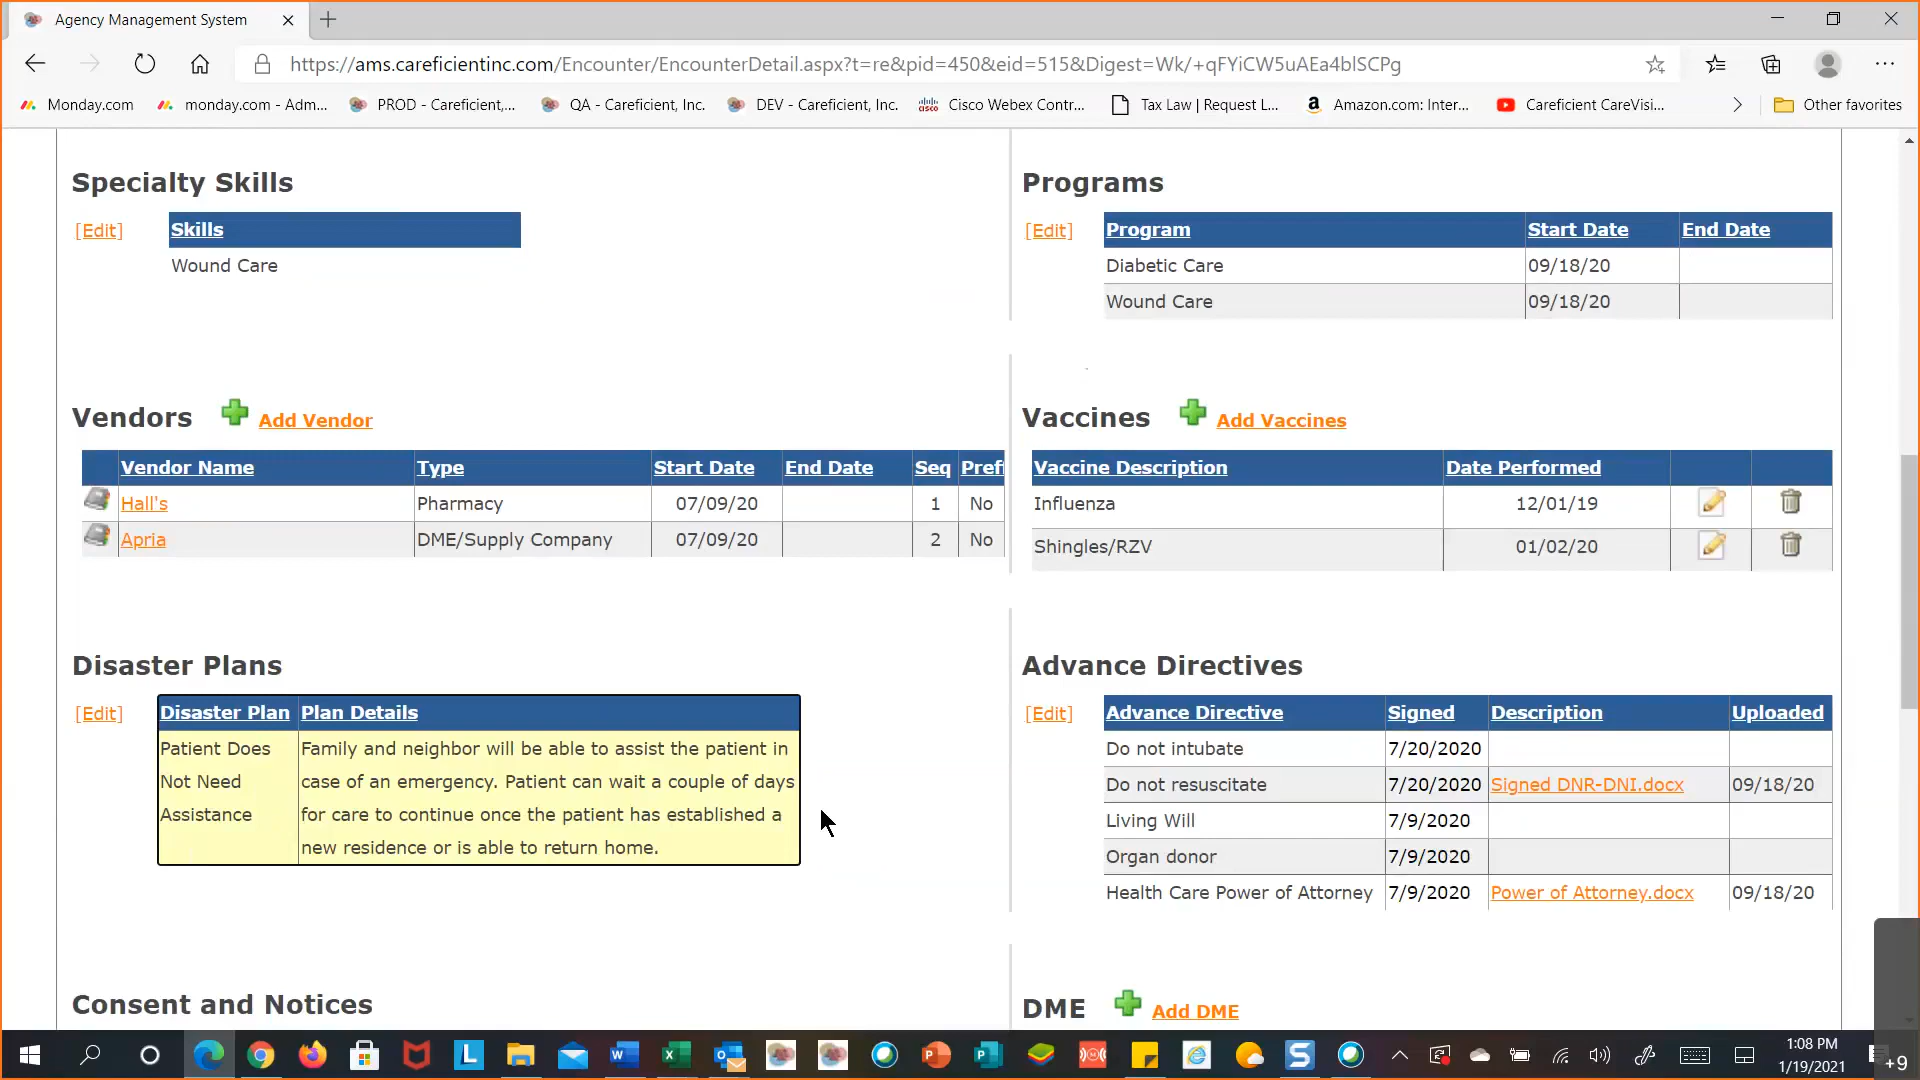 Agency Management System
https://ams.careficientinc.com/Encounter/EncounterDetail.aspx?t=re&pid=450&eid=515&Digest=Wk/+qFYiCW5uAEa4blSCPg
Monday.com
monday.com - Adm...
PROD - Careficient,...
QA - Careficient, Inc.
DEV - Careficient, Inc.
Cisco Webex Contr...
Tax Law | Request L...
Amazon.com: Inter...
Careficient CareVisi...
Other favorites
Specialty Skills
[Edit]
Skills
Wound Care
Programs
[Edit]
Program Start Date End Date
Diabetic Care 09/18/20
Wound Care 09/18/20
Vendors Add Vendor
Vendor Name Type Start Date End Date Seq Pref
Hall's Pharmacy 07/09/20 1 No
Apria DME/Supply Company 07/09/20 2 No
Vaccines Add Vaccines
Vaccine Description Date Performed
Influenza 12/01/19
Shingles/RZV 01/02/20
Disaster Plans
[Edit]
Disaster Plan Plan Details
Patient Does Family and neighbor will be able to assist the patient in
Not Need case of an emergency. Patient can wait a couple of days
Assistance for care to continue once the patient has established a
new residence or is able to return home.
Advance Directives
[Edit]
Advance Directive Signed Description Uploaded
Do not intubate 7/20/2020
Do not resuscitate 7/20/2020 Signed DNR-DNI.docx 09/18/20
Living Will 7/9/2020
Organ donor 7/9/2020
Health Care Power of Attorney 7/9/2020 Power of Attorney.docx 09/18/20
Consent and Notices
DME Add DME
1:08 PM
1/19/2021
+9